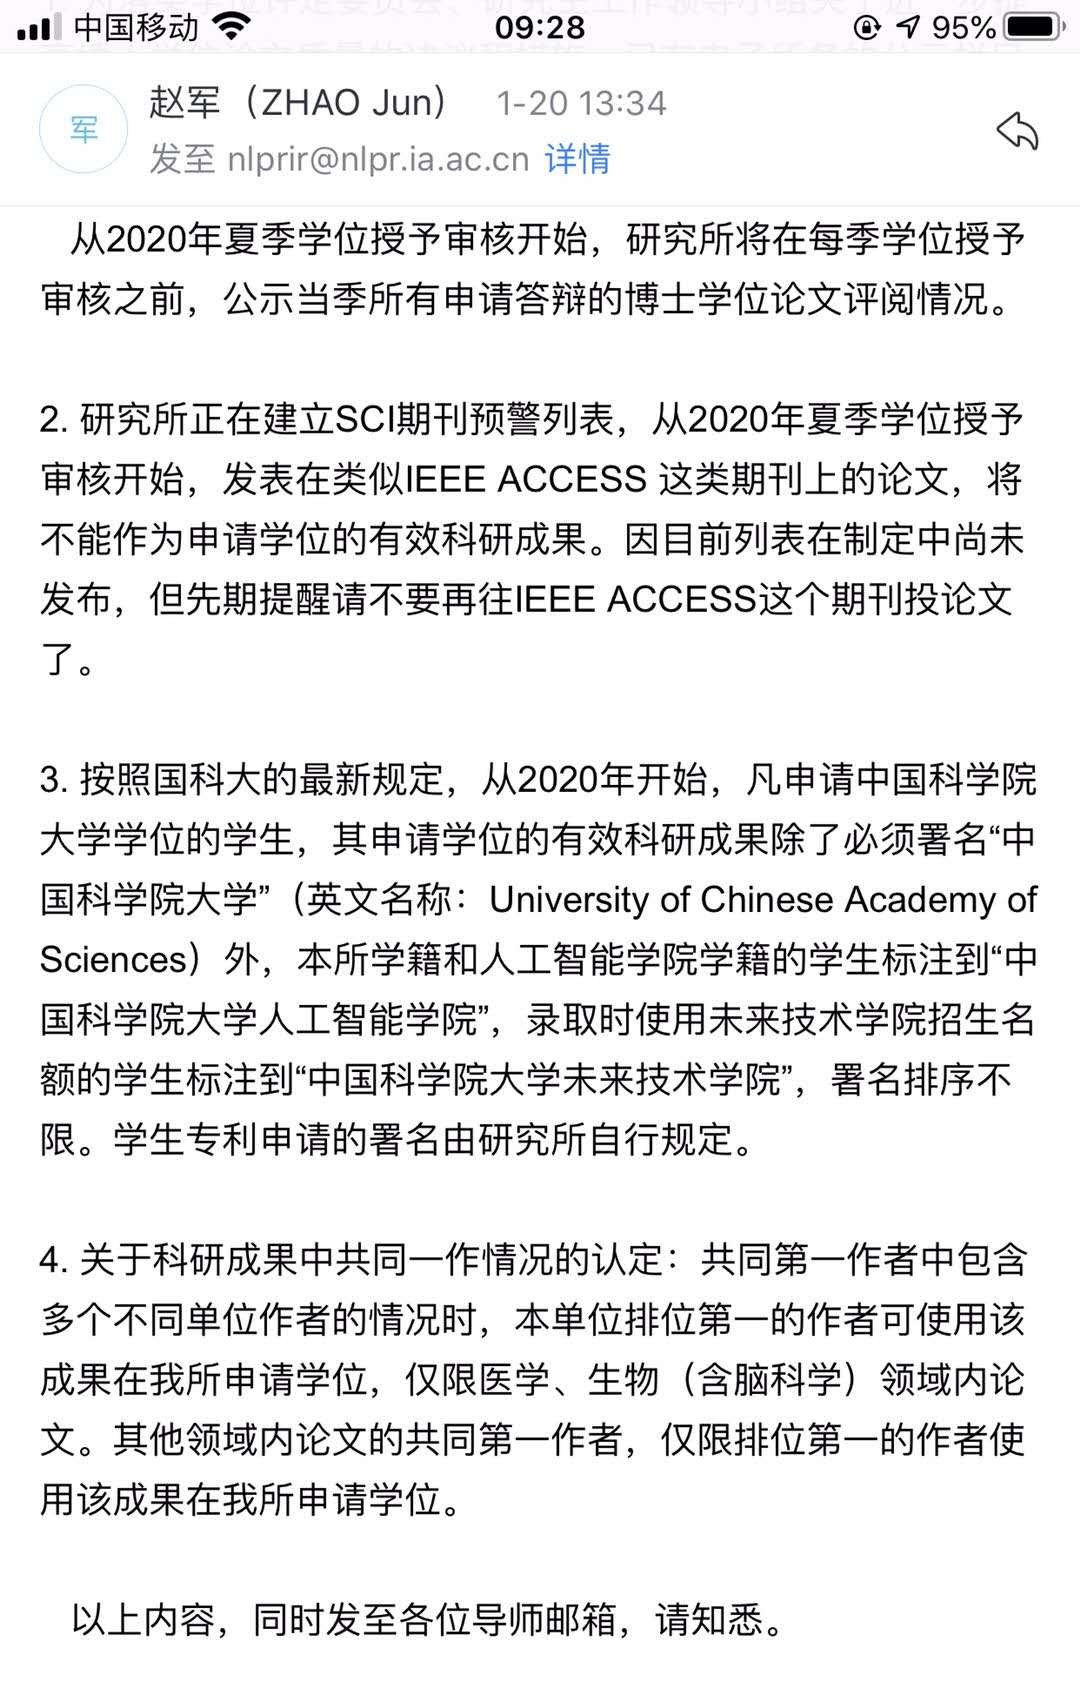 中国移动 09:28 95%
军
赵军（ZHAO Jun） 1-20 13:34
发至 nlprir@nlpr.ia.ac.cn 详情
从2020年夏季学位授予审核开始，研究所将在每季学位授予
审核之前，公示当季所有申请答辩的博士学位论文评阅情况。
2. 研究所正在建立SCI期刊预警列表，从2020年夏季学位授予
审核开始，发表在类似IEEE ACCESS 这类期刊上的论文，将
不能作为申请学位的有效科研成果。因目前列表在制定中尚未
发布，但先期提醒请不要再往IEEE ACCESS这个期刊投论文
了。
3. 按照国科大的最新规定，从2020年开始，凡申请中国科学院
大学学位的学生，其申请学位的有效科研成果除了必须署名“中
国科学院大学”（英文名称：University of Chinese Academy of
Sciences）外，本所学籍和人工智能学院学籍的学生标注到“中
国科学院大学人工智能学院”，录取时使用未来技术学院招生名
额的学生标注到“中国科学院大学未来技术学院”，署名排序不
限。学生专利申请的署名由研究所自行规定。
4. 关于科研成果中共同一作情况的认定：共同第一作者中包含
多个不同单位作者的情况时，本单位排位第一的作者可使用该
成果在我所申请学位，仅限医学、生物（含脑科学）领域内论
文。其他领域内论文的共同第一作者，仅限排位第一的作者使
用该成果在我所申请学位。
以上内容，同时发至各位导师邮箱，请知悉。